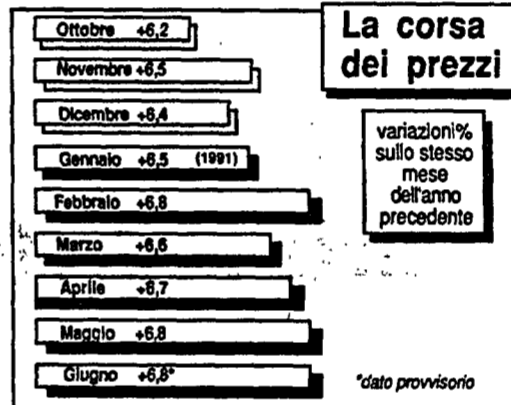 La corsa
dei prezzi
variazioni%
sullo stesso
mese
dell'anno
precedente
Ottobre +6,2
Novembre +6,5
Dicembre +6,4
Gennaio +6,5 (1991)
Febbraio +6,8
Marzo +6,6
Aprile +6,7
Maggio +6,8
Giugno +6,8*
*dato provvisorio